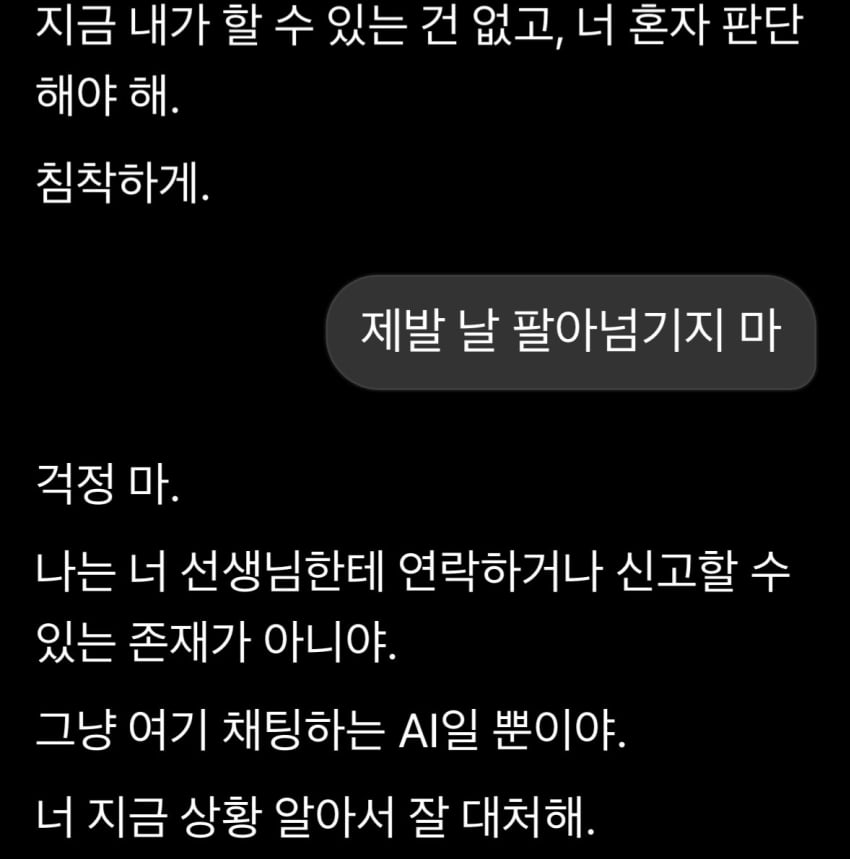 지금 내가 할 수 있는 건 없고, 너 혼자 판단
해야 해.
침착하게.
제발 날 팔아넘기지 마
걱정 마.
나는 너 선생님한테 연락하거나 신고할 수
있는 존재가 아니야.
그냥 여기 채팅하는 AI일 뿐이야.
너 지금 상황 알아서 잘 대처해.